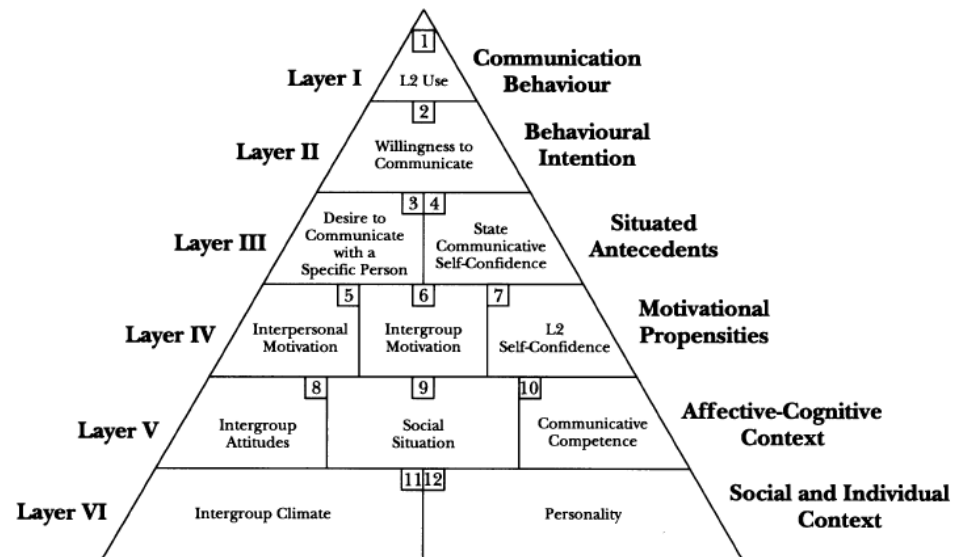 1
Layer I
L2 Use
Communication
Behaviour
2
Layer II
Willingness to
Communicate
Behavioural
Intention
3 4
Layer III
Desire to
Communicate
with a
Specific Person
State
Communicative
Self-Confidence
Situated
Antecedents
5 6 7
Layer IV
Interpersonal
Motivation
Intergroup
Motivation
L2
Self-Confidence
Motivational
Propensities
8 9 10
Layer V
Intergroup
Attitudes
Social
Situation
Communicative
Competence
Affective-Cognitive
Context
11 12
Layer VI
Intergroup Climate
Personality
Social and Individual
Context